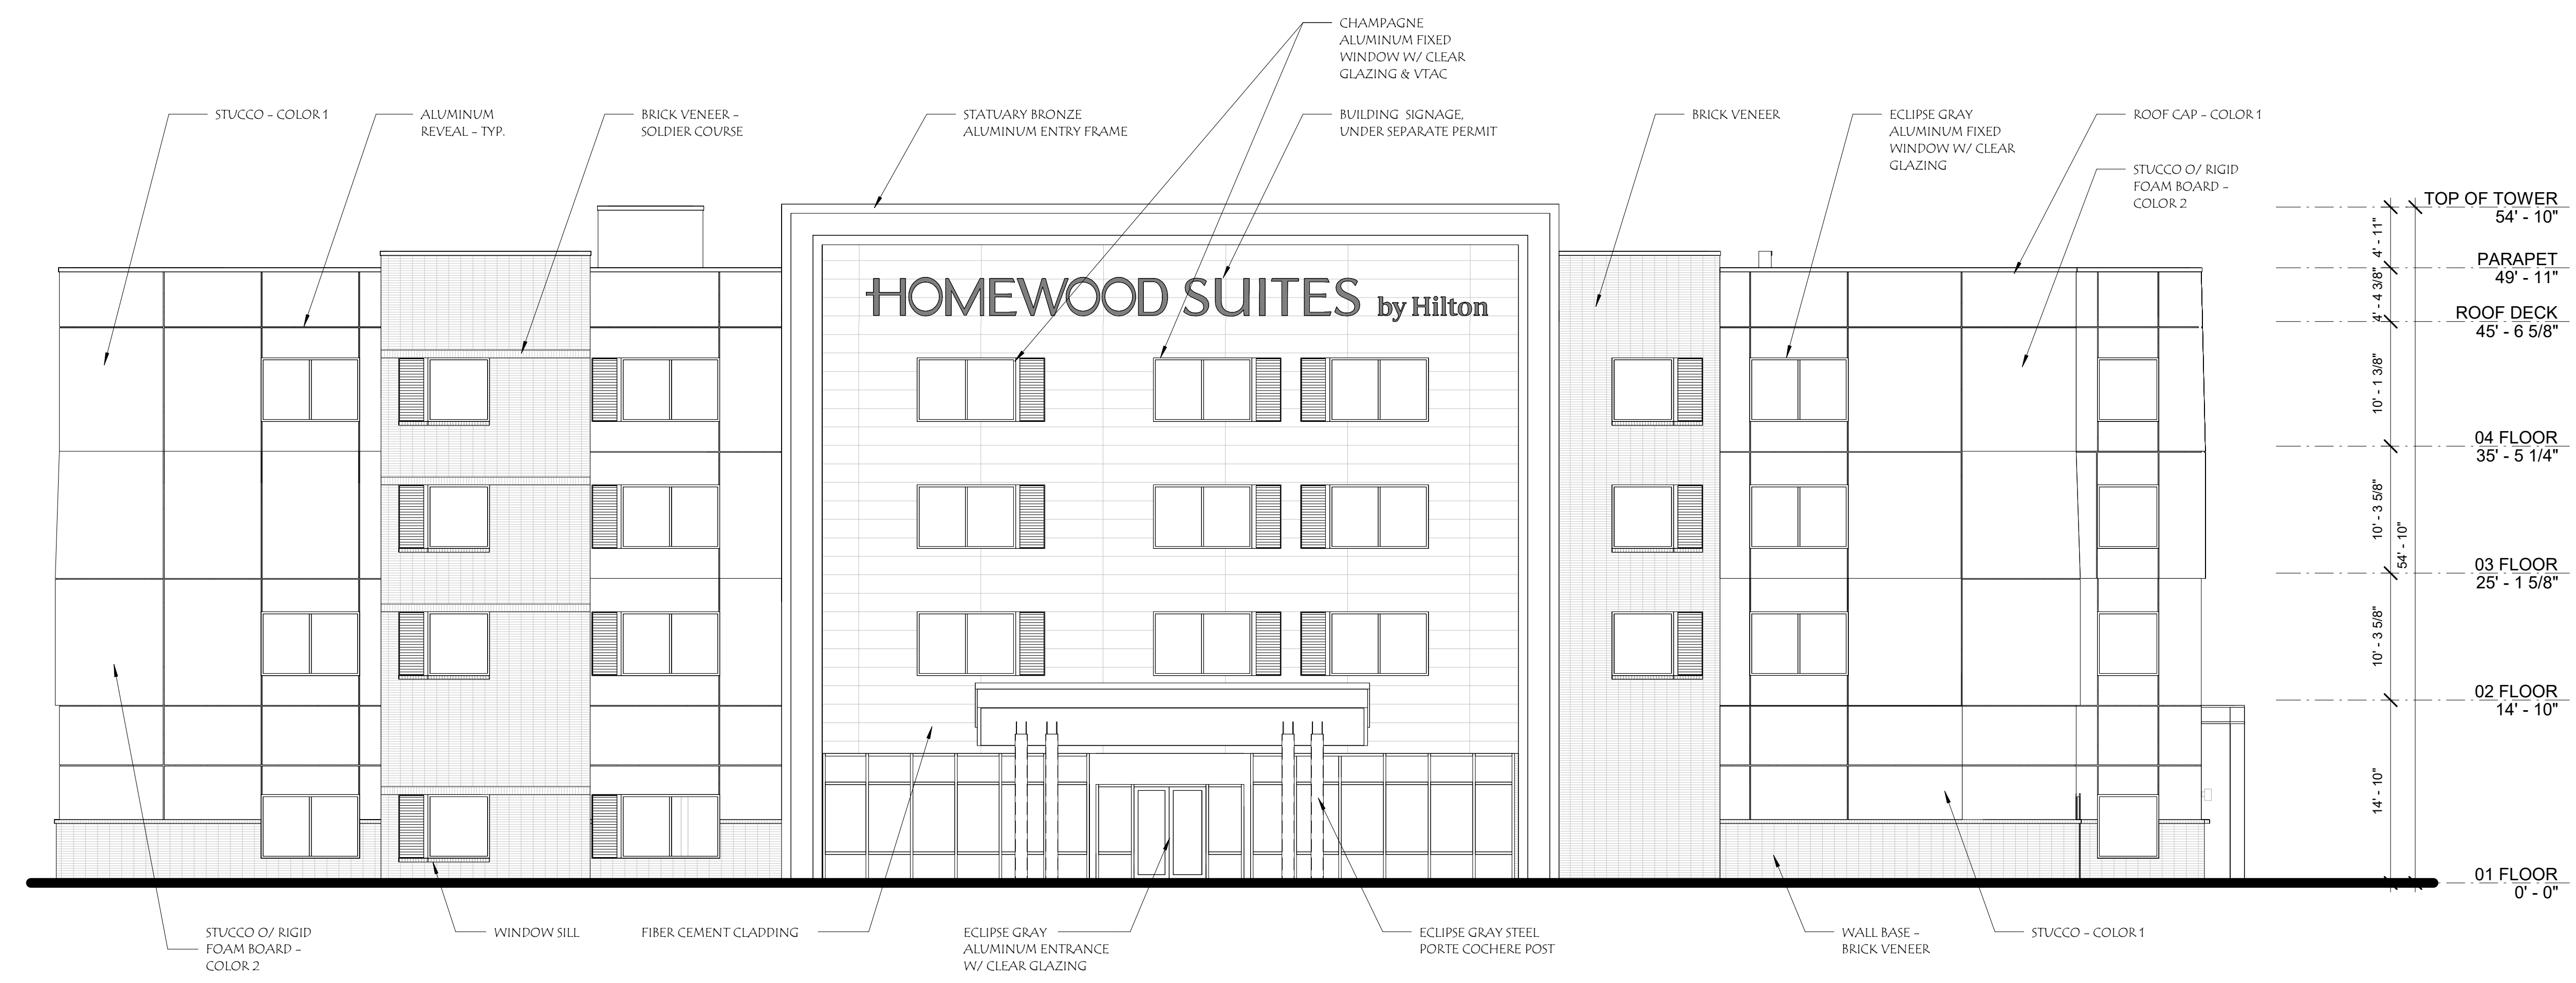 CHAMPAGNE
ALUMINUM FIXED
WINDOW W/ CLEAR
GLAZING & VTAC
STUCCO - COLOR 1
ALUMINUM
REVEAL - TYP.
BRICK VENEER -
SOLDIER COURSE
STATUARY BRONZE
ALUMINUM ENTRY FRAME
BUILDING SIGNAGE,
UNDER SEPARATE PERMIT
BRICK VENEER
ECLIPSE GRAY
ALUMINUM FIXED
WINDOW W/ CLEAR
GLAZING
ROOF CAP - COLOR 1
STUCCO O/ RIGID
FOAM BOARD -
COLOR 2
TOP OF TOWER
54' - 10"
4' - 11"
PARAPET
49' - 11"
4' - 4 3/8"
ROOF DECK
45' - 6 5/8"
10' - 1 3/8"
04 FLOOR
35' - 5 1/4"
10' - 3 5/8"
54' - 10"
03 FLOOR
25' - 1 5/8"
10' - 3 5/8"
02 FLOOR
14' - 10"
14' - 10"
01 FLOOR
0' - 0"
HOMEWOOD SUITES by Hilton
STUCCO O/ RIGID
FOAM BOARD -
COLOR 2
WINDOW SILL
FIBER CEMENT CLADDING
ECLIPSE GRAY
ALUMINUM ENTRANCE
W/ CLEAR GLAZING
ECLIPSE GRAY STEEL
PORTE COCHERE POST
WALL BASE -
BRICK VENEER
STUCCO - COLOR 1